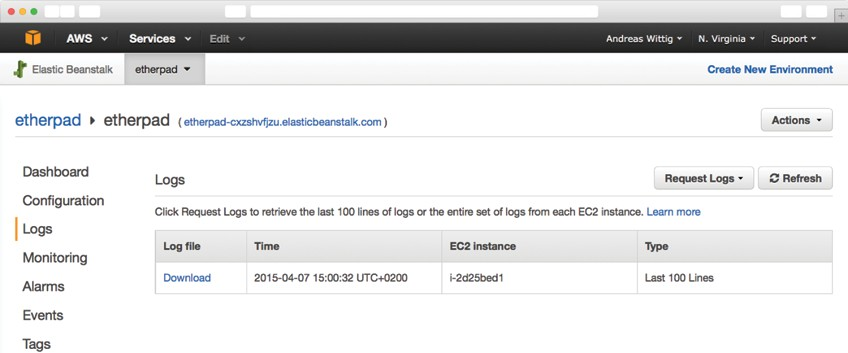 AWS Services Edit Andreas Wittig N. Virginia Support
Elastic Beanstalk etherpad Create New Environment
etherpad etherpad ( etherpad-cxzshvfjzu.elasticbeanstalk.com ) Actions
Dashboard
Configuration
Logs
Monitoring
Alarms
Events
Tags
Logs Request Logs Refresh
Click Request Logs to retrieve the last 100 lines of logs or the entire set of logs from each EC2 instance. Learn more
Log file Time EC2 instance Type
Download 2015-04-07 15:00:32 UTC+0200 i-2d25bed1 Last 100 Lines